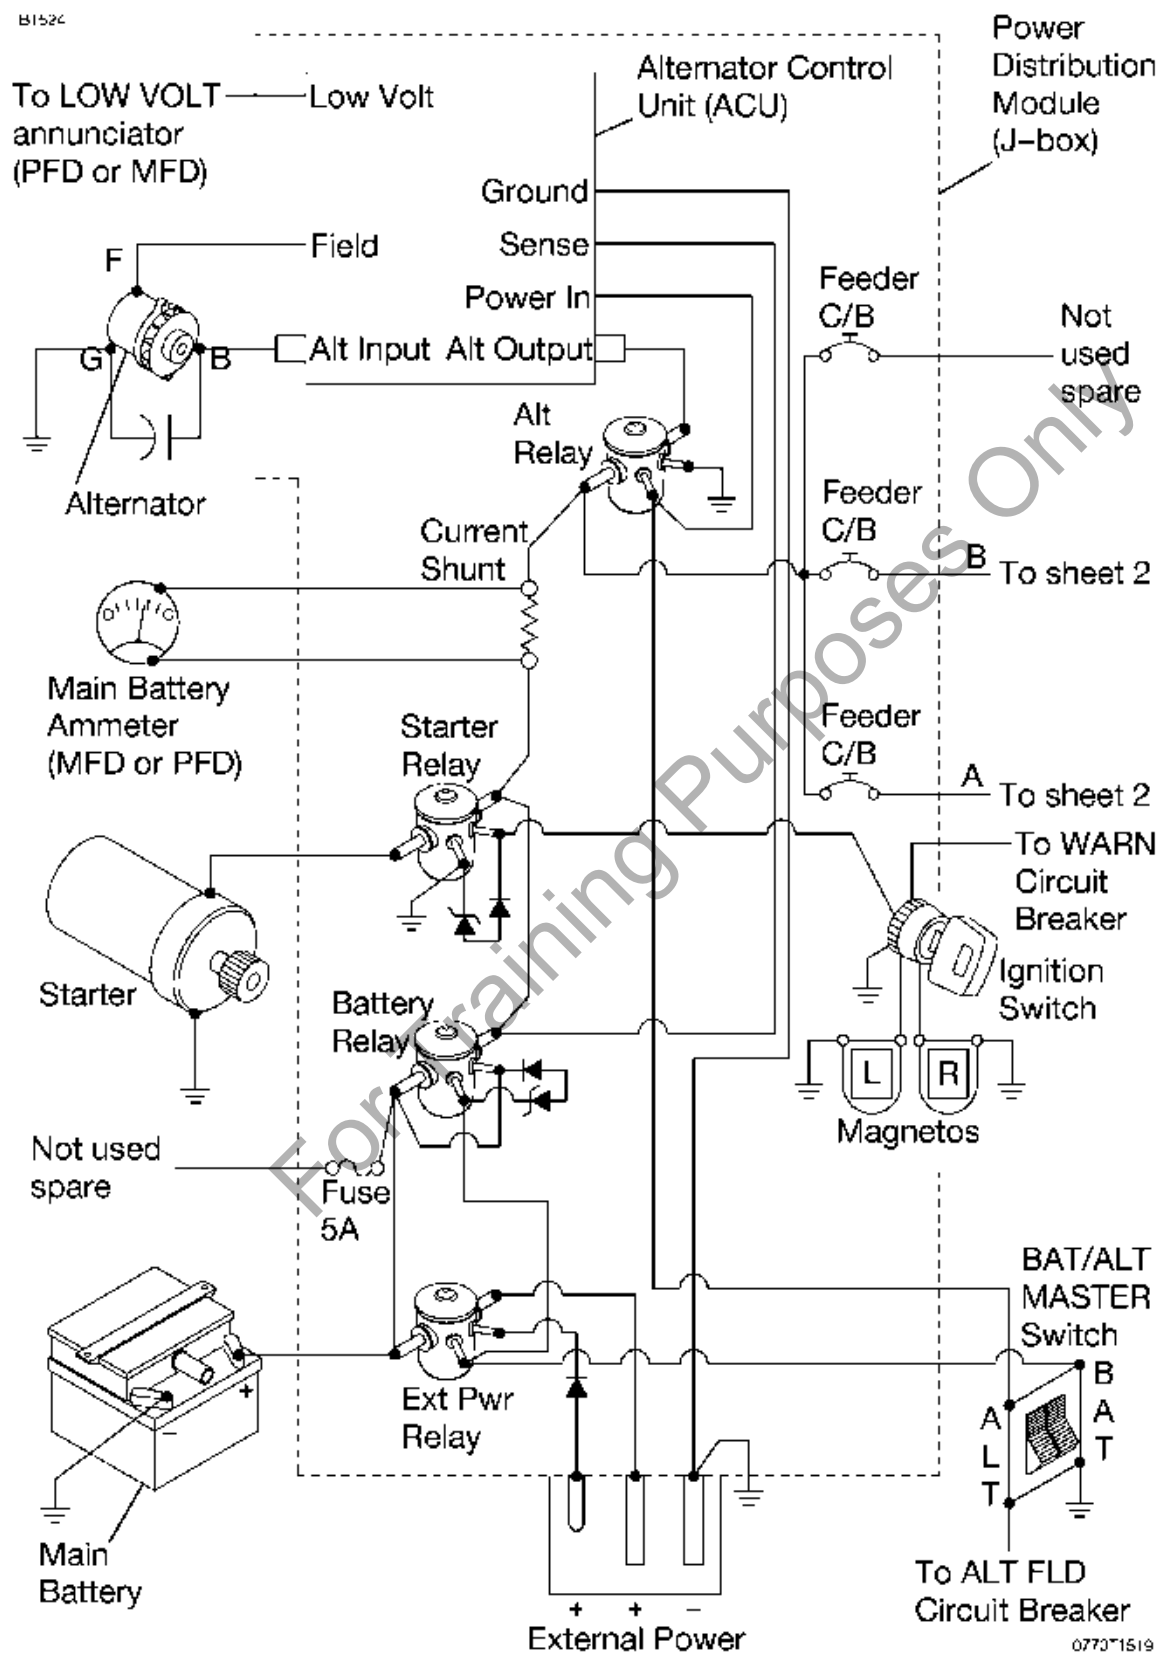 B1524
Power
Distribution
Module
(J-box)
Alternator Control
Unit (ACU)
To LOW VOLT
annunciator
(PFD or MFD)
Low Volt
Ground
Sense
Power In
Field
F
G
B
Alt Input
Alt Output
Alternator
Feeder
C/B
Not
used
spare
Alt
Relay
Feeder
C/B
B
To sheet 2
Current
Shunt
Main Battery
Ammeter
(MFD or PFD)
Feeder
C/B
A
To sheet 2
Starter
Relay
To WARN
Circuit
Breaker
Starter
Ignition
Switch
Battery
Relay
L
R
Magnetos
Not used
spare
Fuse
5A
BAT/ALT
MASTER
Switch
Ext Pwr
Relay
+
-
B
A
T
A
L
T
Main
Battery
+
+
-
External Power
To ALT FLD
Circuit Breaker
0770T1519
For Training Purposes Only